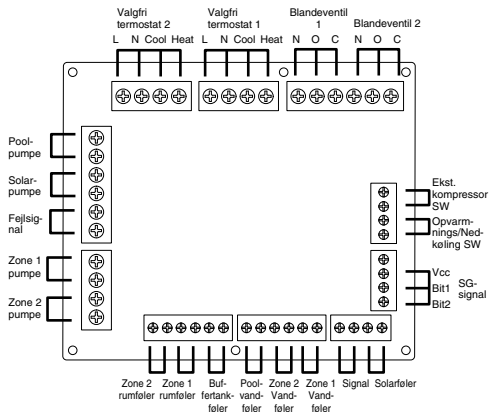 Valgfri
termostat 2
Valgfri
termostat 1
Blandeventil
1
Blandeventil 2
L N Cool Heat
L N Cool Heat
N O C
N O C
Pool-
pumpe
Solar-
pumpe
Fejlsig-
nal
Zone 1
pumpe
Zone 2
pumpe
Ekst.
kompressor
SW
Opvarm-
nings/Ned-
køling SW
Vcc
Bit1
Bit2
SG-
signal
Zone 2
rumføler
Zone 1
rumføler
Buf-
fertank-
føler
Pool-
vand-
føler
Zone 2
Vand-
føler
Zone 1
Vand-
føler
Signal
Solarføler